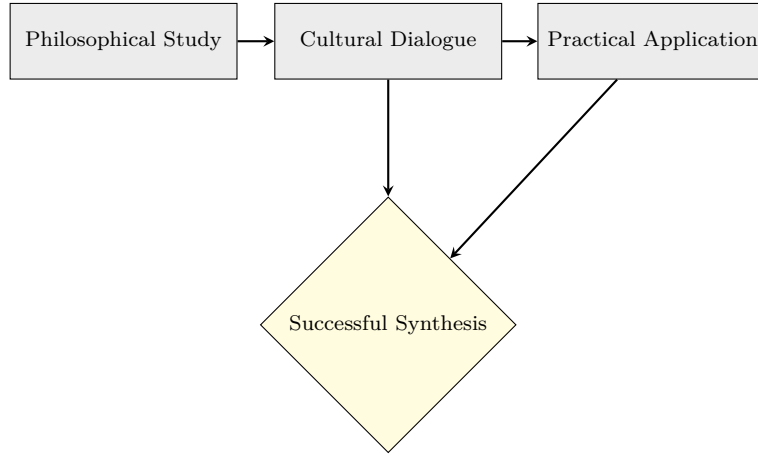 Philosophical Study
Cultural Dialogue
Practical Application
Successful Synthesis